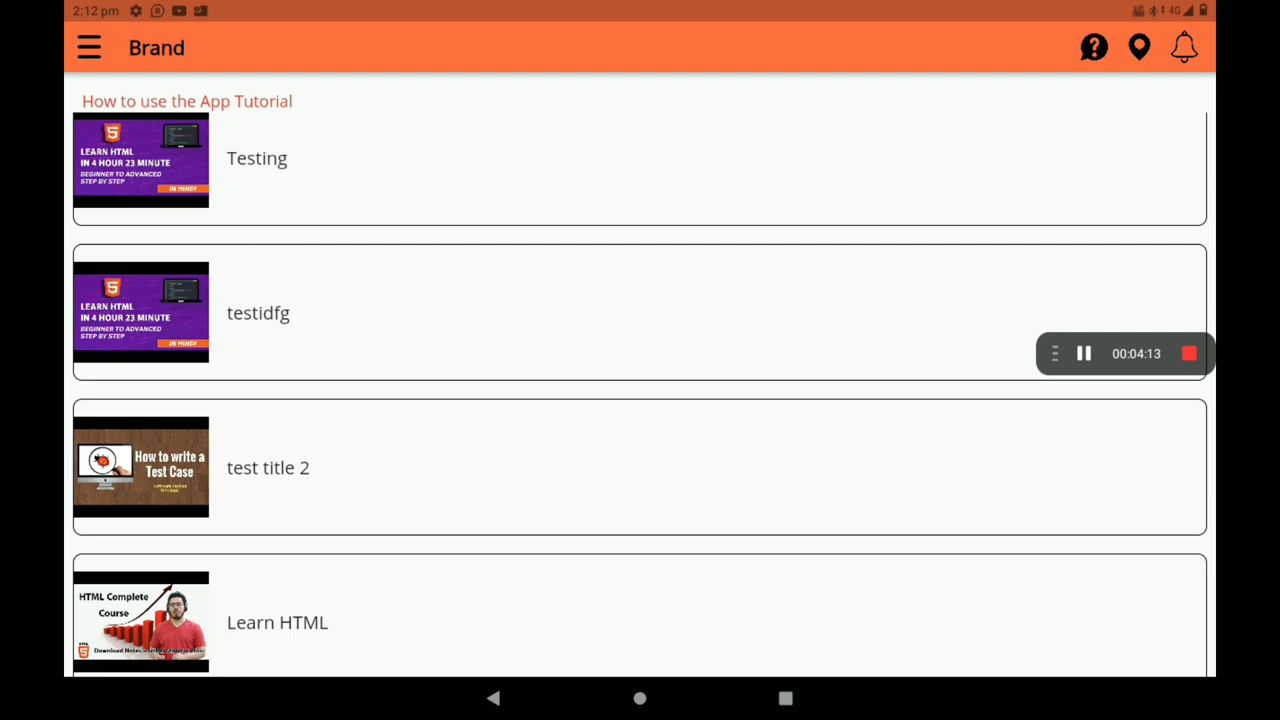 2:12 pm
4G
Brand
How to use the App Tutorial
5
LEARN HTML
IN 4 HOUR 23 MINUTE
BEGINNER TO ADVANCED
STEP BY STEP
IN HINDI
Testing
5
LEARN HTML
IN 4 HOUR 23 MINUTE
BEGINNER TO ADVANCED
STEP BY STEP
IN HINDI
testidfg
00:04:13
How to write a
Test Case
test title 2
HTML Complete
Course
Learn HTML